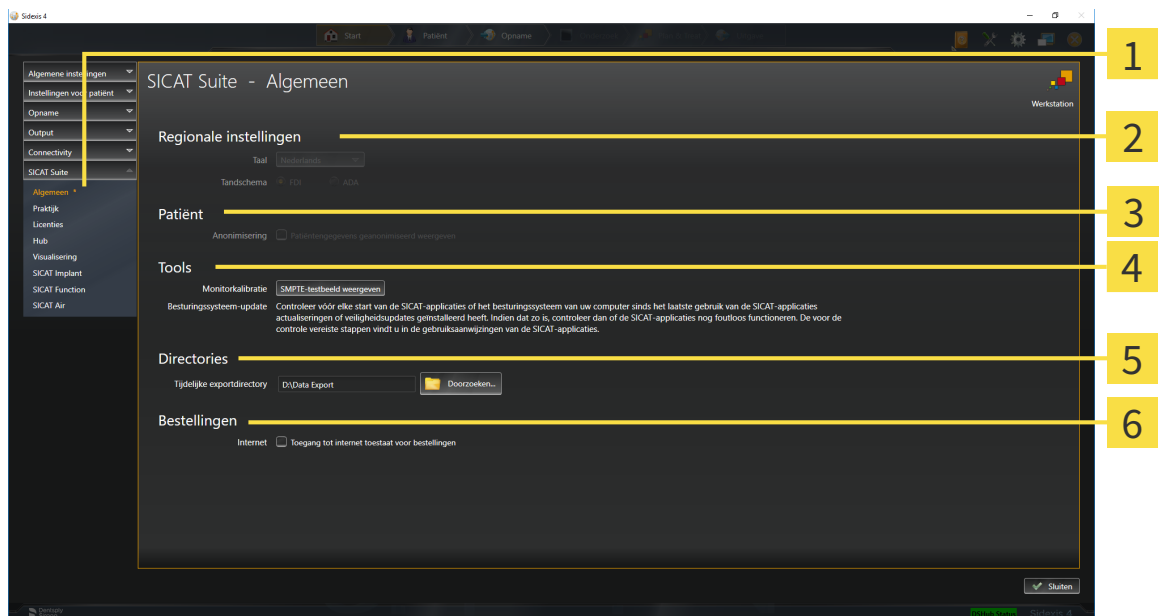 Sidexis 4
Start
Patiënt
Opname
1
Algemene instellingen
Instellingen voor patiënt
Opname
Output
Connectivity
SICAT Suite
Algemeen *
Praktijk
Licenties
Hub
Visualisering
SICAT Implant
SICAT Function
SICAT Air
SICAT Suite - Algemeen
Werkstation
Regionale instellingen
2
Taal Nederlands
Tandschema FDI ADA
Patiënt
3
Anonimisering Patiëntengegevens geanonimiseerd weergeven
Tools
4
Monitorkalibratie SMPTE-testbeeld weergeven
Besturingssysteem-update Controleer vóór elke start van de SICAT-applicaties of het besturingssysteem van uw computer sinds het laatste gebruik van de SICAT-applicaties
actualiseringen of veiligheidsupdates geïnstalleerd heeft. Indien dat zo is, controleer dan of de SICAT-applicaties nog foutloos functioneren. De voor de
controle vereiste stappen vindt u in de gebruiksaanwijzingen van de SICAT-applicaties.
Directories
5
Tijdelijke exportdirectory D:\Data Export Doorzoeken...
Bestellingen
6
Internet Toegang tot internet toestaat voor bestellingen
Sluiten
Dentsply
Sirona
DS Hub Status Sidexis 4